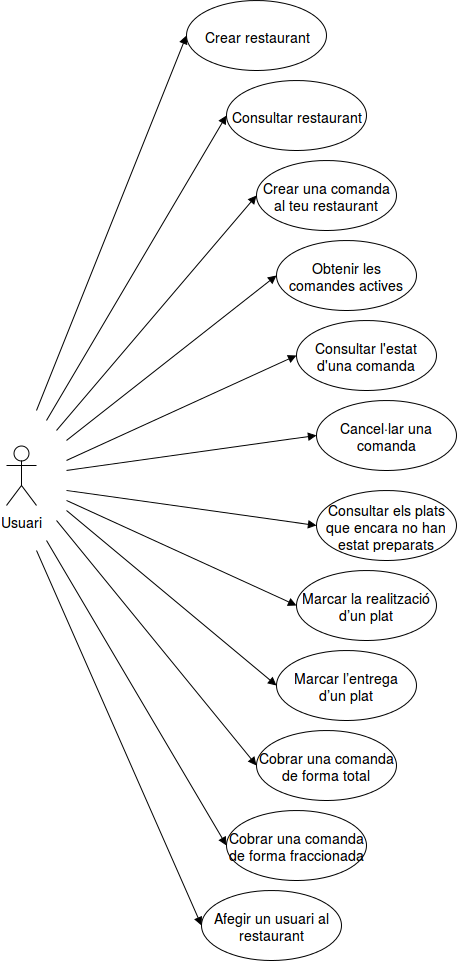 Crear restaurant
Consultar restaurant
Crear una comanda
al teu restaurant
Obtenir les
comandes actives
Consultar l'estat
d'una comanda
Cancel·lar una
comanda
Usuari
Consultar els plats
que encara no han
estat preparats
Marcar la realització
d’un plat
Marcar l’entrega
d’un plat
Cobrar una comanda
de forma total
Cobrar una comanda
de forma fraccionada
Afegir un usuari al
restaurant